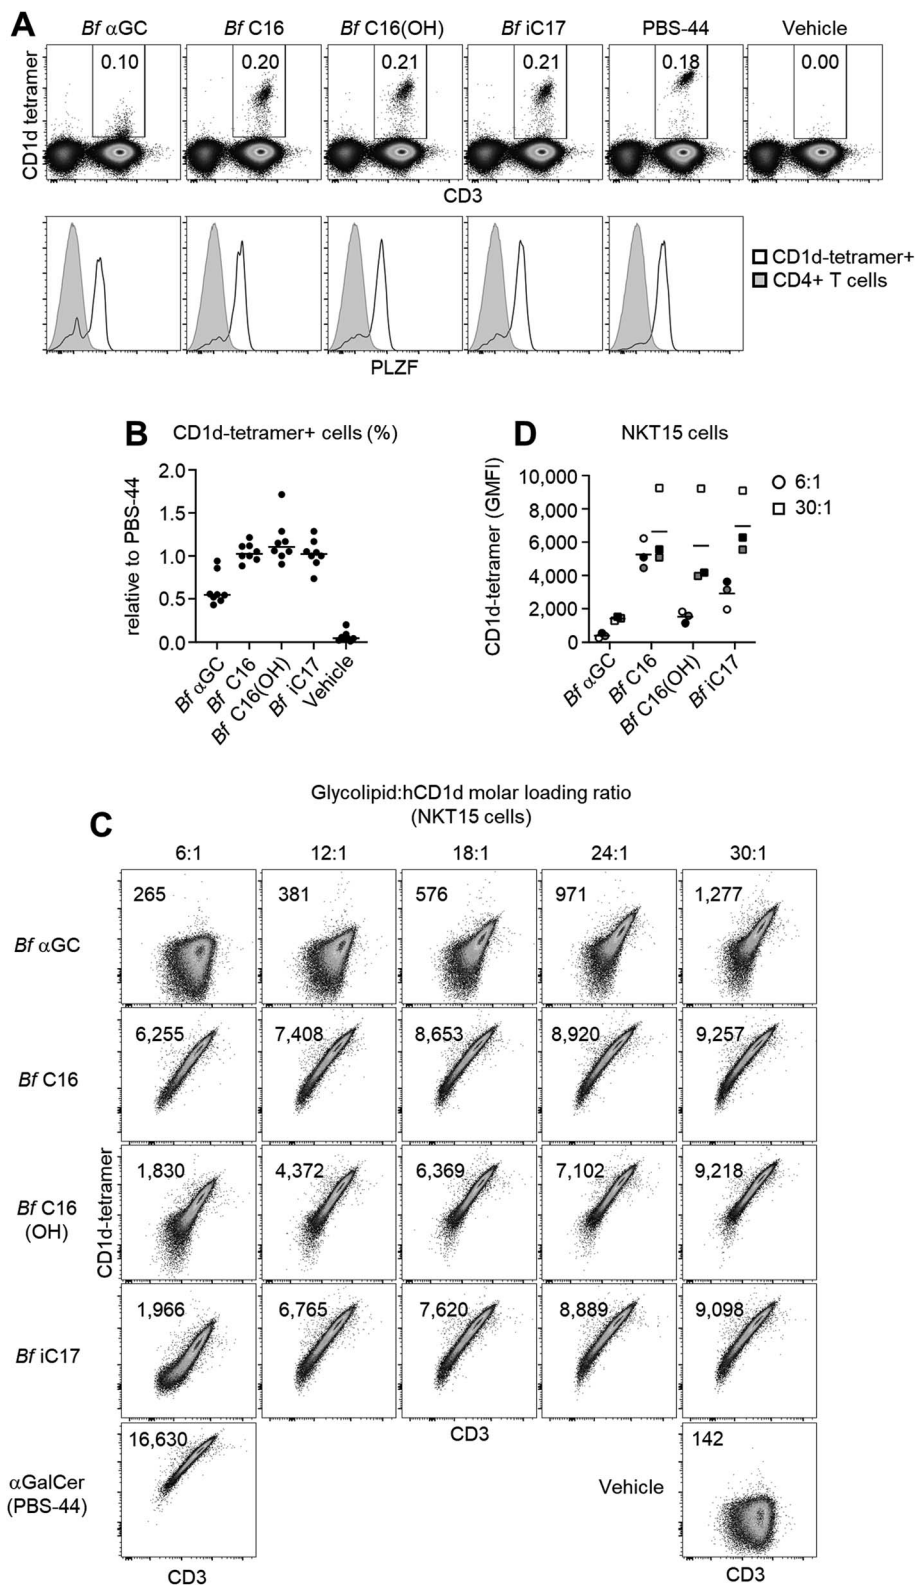 A
Bf αGC Bf C16 Bf C16(OH) Bf iC17 PBS-44 Vehicle
0.10 0.20 0.21 0.21 0.18 0.00
CD1d tetramer
CD3
CD1d-tetramer+
CD4+ T cells
PLZF
B
CD1d-tetramer+ cells (%)
relative to PBS-44
2.0
1.5
1.0
0.5
0.0
Bf αGC
Bf C16
Bf C16(OH)
Bf iC17
Vehicle
D
NKT15 cells
CD1d-tetramer (GMFI)
10,000
8,000
6,000
4,000
2,000
0
6:1
30:1
Bf αGC
Bf C16
Bf C16(OH)
Bf iC17
C
Glycolipid:hCD1d molar loading ratio
(NKT15 cells)
6:1 12:1 18:1 24:1 30:1
Bf αGC
265 381 576 971 1,277
Bf C16
6,255 7,408 8,653 8,920 9,257
Bf C16
(OH)
1,830 4,372 6,369 7,102 9,218
Bf iC17
1,966 6,765 7,620 8,889 9,098
CD1d-tetramer
CD3
αGalCer
(PBS-44)
16,630
CD3
Vehicle
142
CD3